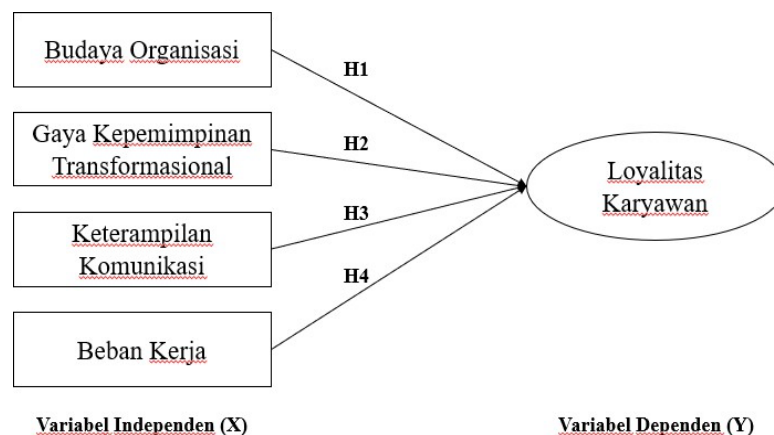 Budaya Organisasi
H1
Gaya Kepemimpinan
Transformasional
H2
Loyalitas
Karyawan
Keterampilan
Komunikasi
H3
H4
Beban Kerja
Variabel Independen (X)
Variabel Dependen (Y)